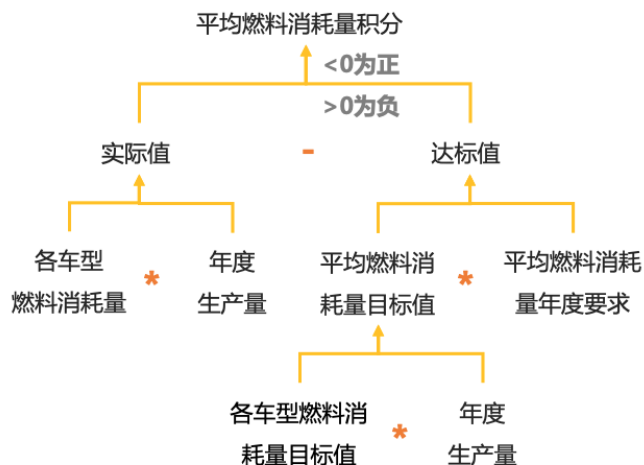 平均燃料消耗量积分
<0为正
>0为负
实际值
-
达标值
各车型
燃料消耗量
*
年度
生产量
平均燃料消
耗量目标值
*
平均燃料消耗
量年度要求
各车型燃料消
耗量目标值
*
年度
生产量